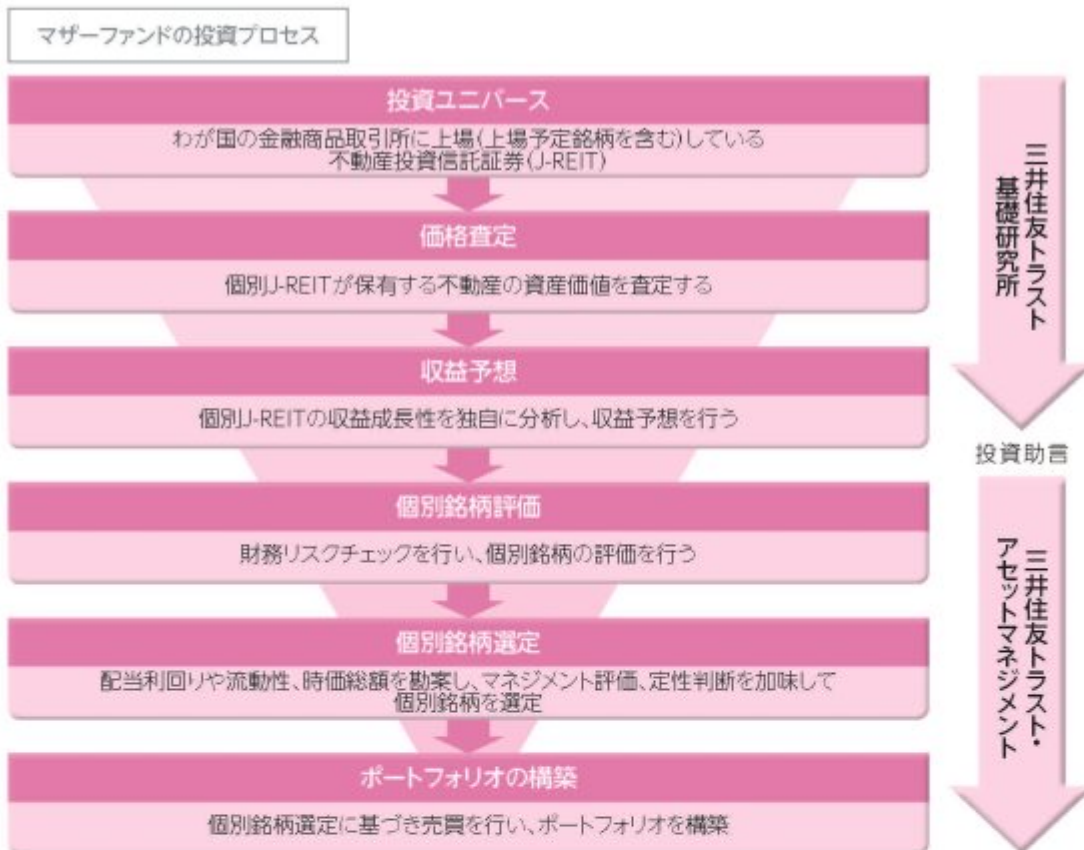 マザーファンドの投資プロセス
投資ユニバース
わが国の金融商品取引所に上場(上場予定銘柄を含む)している
不動産投資信託証券(J-REIT)
価格査定
個別J-REITが保有する不動産の資産価値を査定する
収益予想
個別J-REITの収益成長性を独自に分析し、収益予想を行う
個別銘柄評価
財務リスクチェックを行い、個別銘柄の評価を行う
個別銘柄選定
配当利回りや流動性、時価総額を勘案し、マネジメント評価、定性判断を加味して
個別銘柄を選定
ポートフォリオの構築
個別銘柄選定に基づき売買を行い、ポートフォリオを構築
三井住友トラスト
基礎研究所
投資助言
三井住友トラスト・
アセットマネジメント